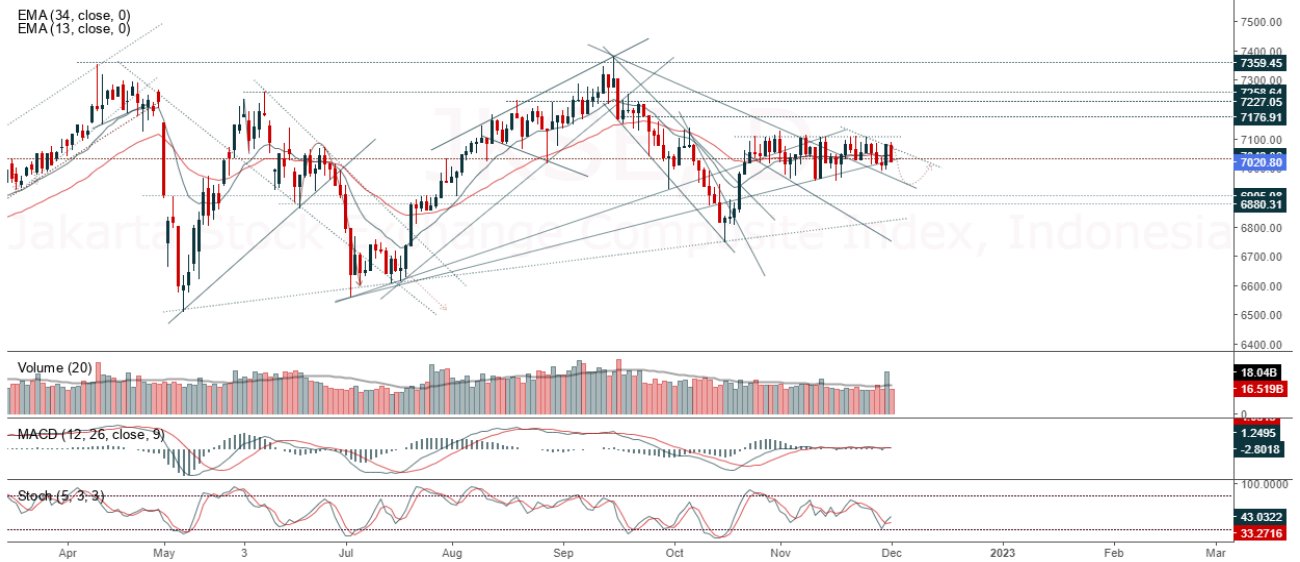 EMA (34, close, 0)
EMA (13, close, 0)
7500.00
7400.00
7359.45
7300.00
7258.64
7227.05
7176.91
7100.00
7020.80
6880.31
6800.00
6700.00
6600.00
6500.00
6400.00
Jakarta Stock Exchange Composite Index, Indonesia
Volume (20)
18.04B
16.519B
0
MACD (12, 26, close, 9)
1.2495
-2.8018
Stoch (5, 3, 3)
100.0000
43.0322
33.2716
Apr May 3 Jul Aug Sep Oct Nov Dec 2023 Feb Mar